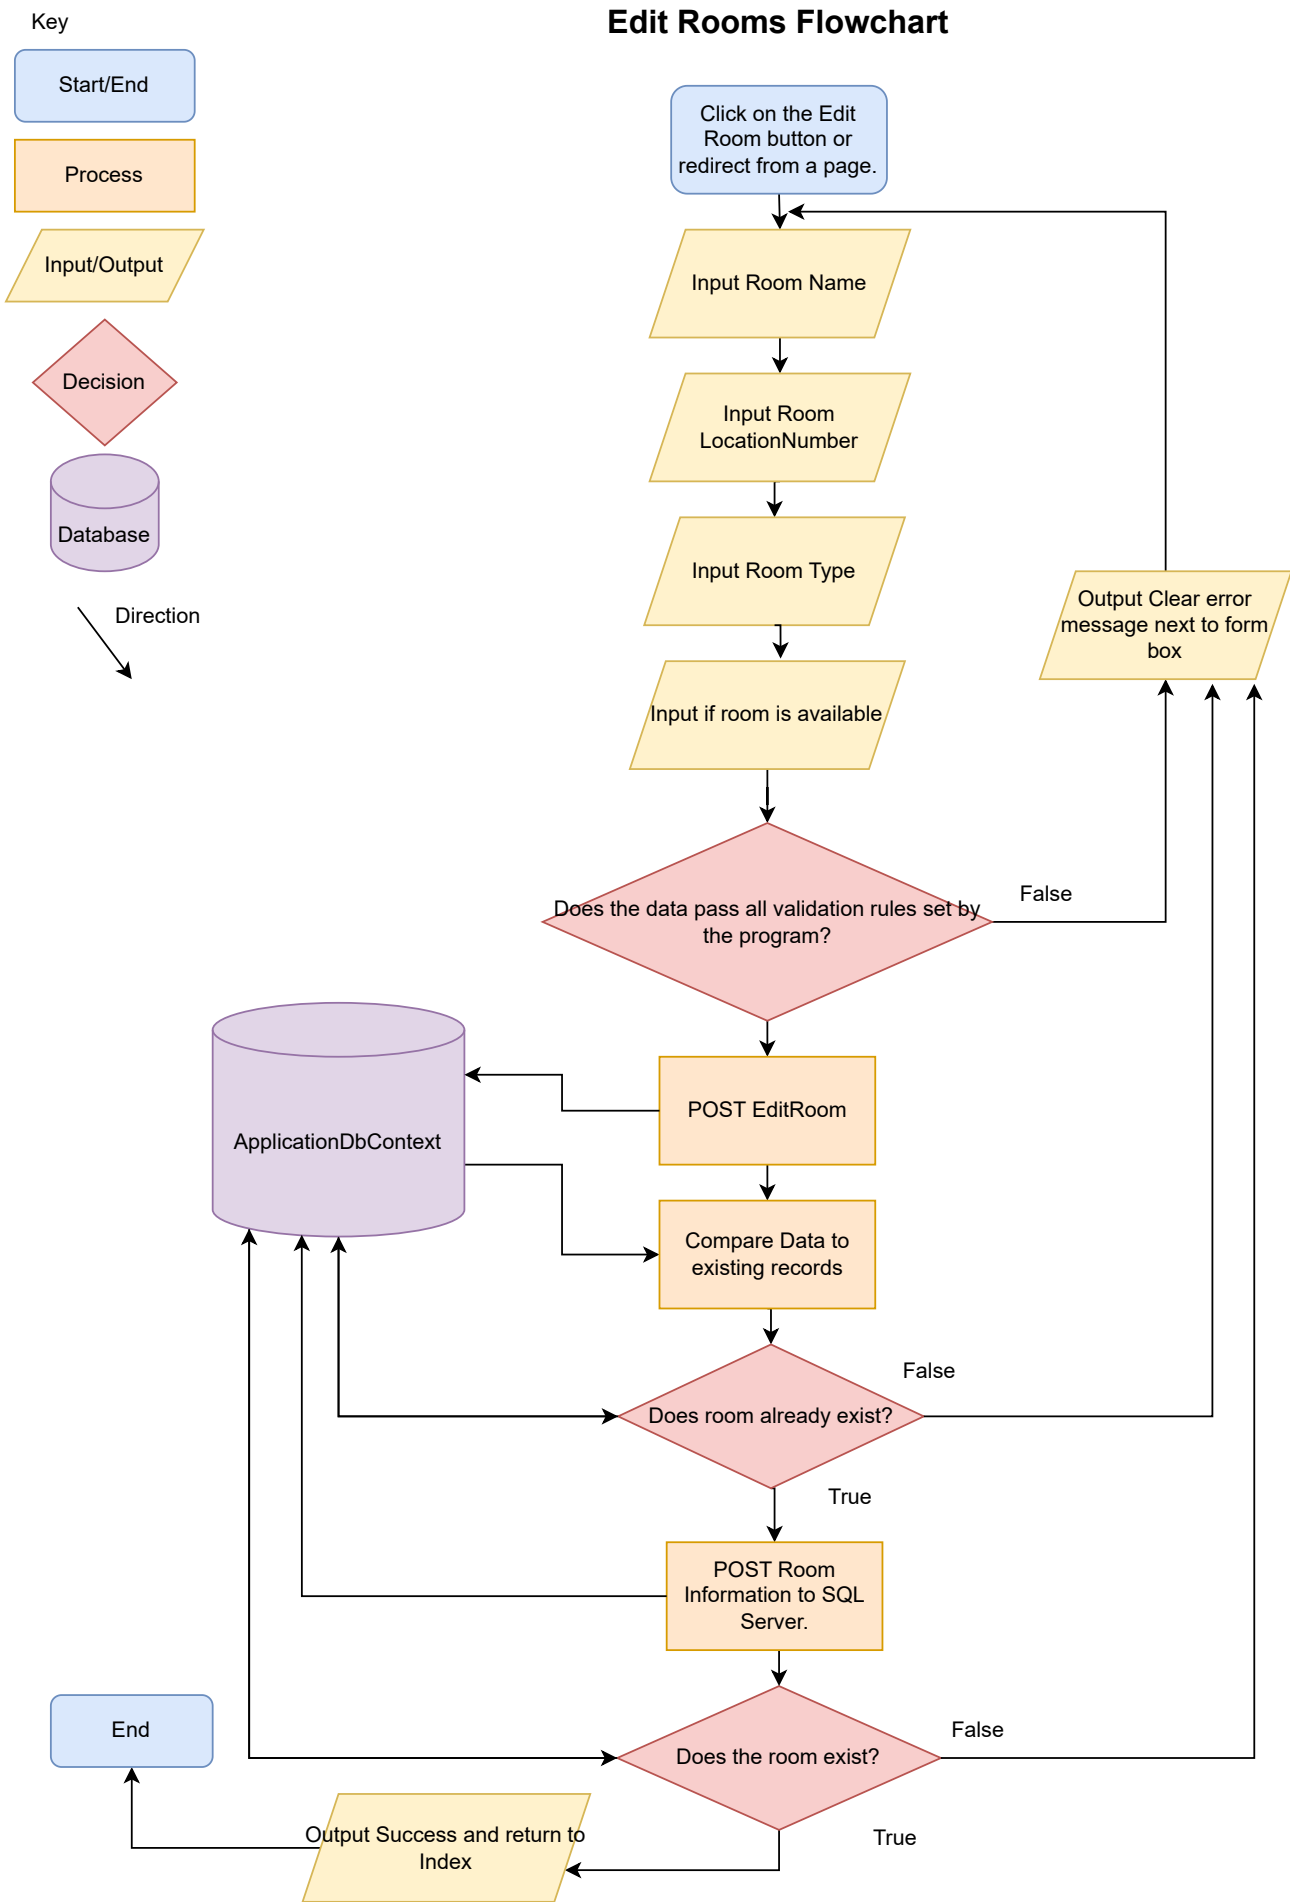 Key
Edit Rooms Flowchart
Start/End
Process
Input/Output
Decision
Database
Direction
Click on the Edit
Room button or
redirect from a page.
Input Room Name
Input Room
LocationNumber
Input Room Type
Output Clear error
message next to form
box
Input if room is available
Does the data pass all validation rules set by
the program?
False
POST EditRoom
ApplicationDbContext
Compare Data to
existing records
Does room already exist?
False
True
POST Room
Information to SQL
Server.
Does the room exist?
False
True
Output Success and return to
Index
End